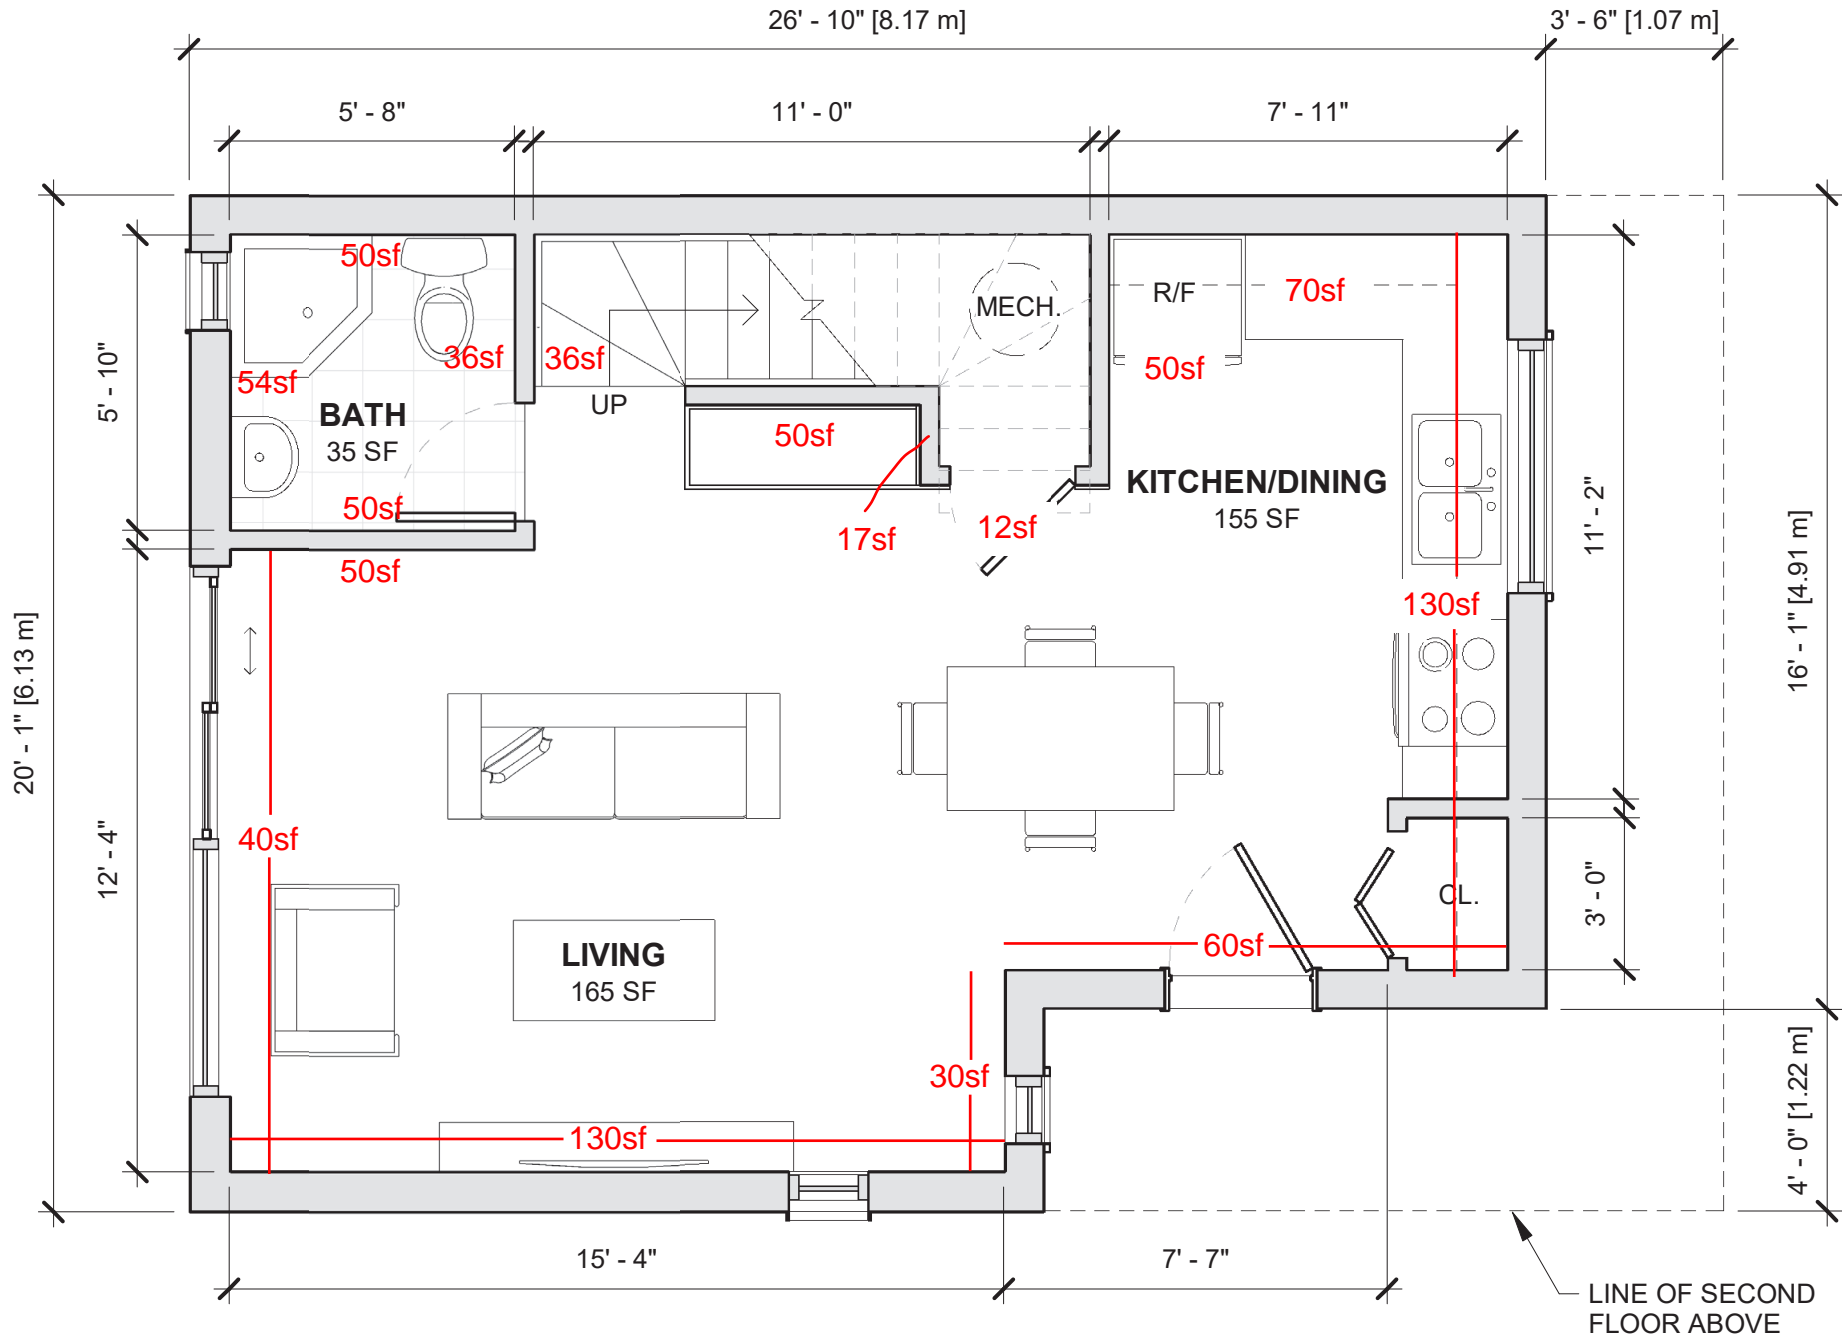 26' - 10" [8.17 m]
3' - 6" [1.07 m]
5' - 8"
11' - 0"
7' - 11"
50sf
MECH.
R/F
70sf
36sf
36sf
54sf
50sf
UP
BATH
35 SF
50sf
50sf
50sf
17sf
12sf
KITCHEN/DINING
155 SF
130sf
5' - 10"
11' - 2"
16' - 1" [4.91 m]
20' - 1" [6.13 m]
12' - 4"
40sf
3' - 0"
CL.
60sf
LIVING
165 SF
30sf
130sf
4' - 0" [1.22 m]
15' - 4"
7' - 7"
LINE OF SECOND
FLOOR ABOVE